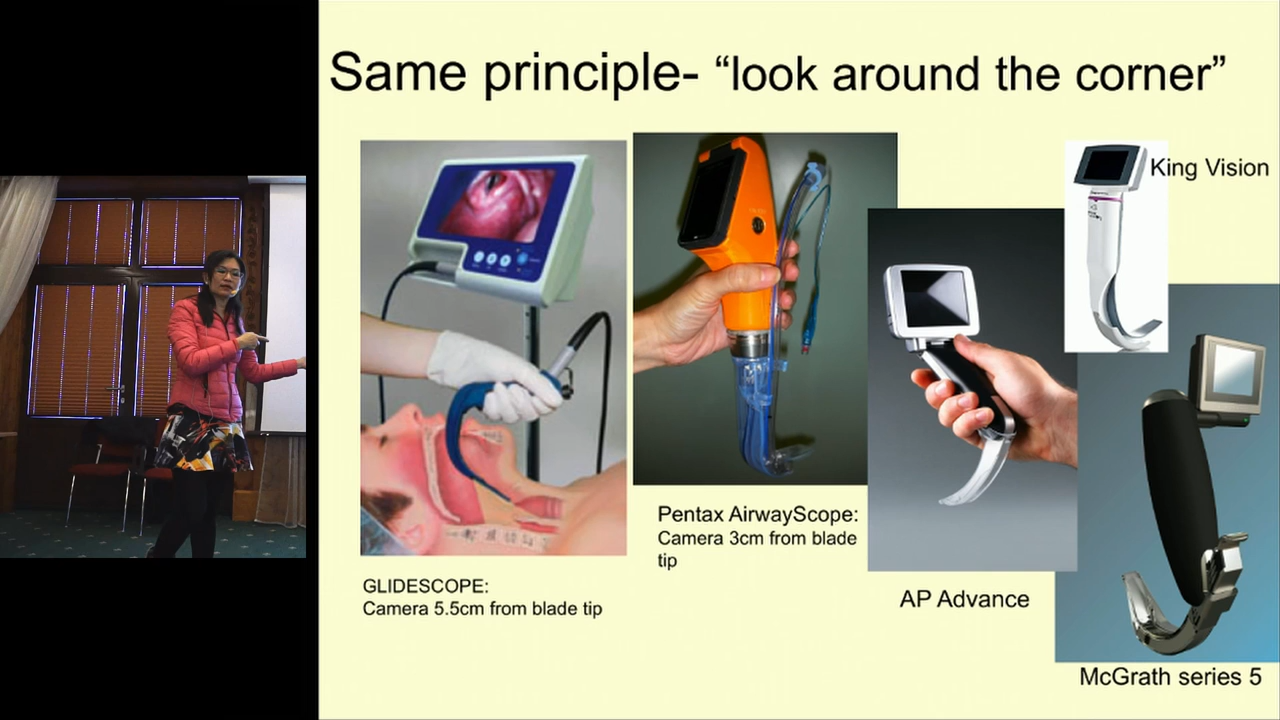 Same principle- “look around the corner”
King Vision
Pentax AirwayScope:
Camera 3cm from blade
tip
GLIDESCOPE:
Camera 5.5cm from blade tip
AP Advance
McGrath series 5